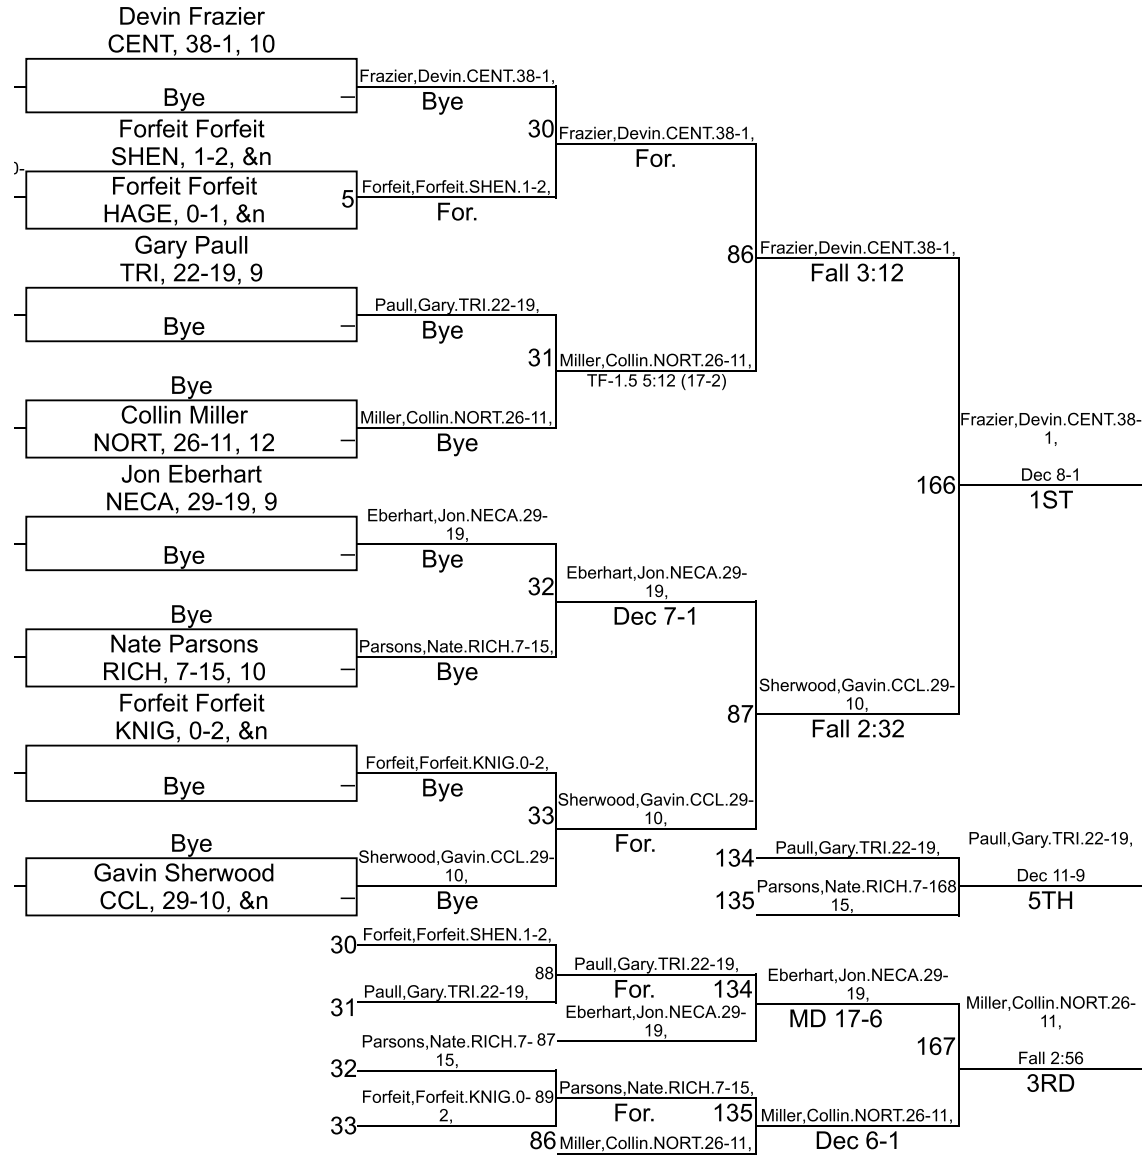 Devin Frazier
CENT, 38-1, 10
Frazier,Devin.CENT.38-1,
Bye –
Bye
Forfeit Forfeit
SHEN, 1-2, &n
30
Frazier,Devin.CENT.38-1,
For.
0-
Forfeit Forfeit
HAGE, 0-1, &n
5
Forfeit,Forfeit.SHEN.1-2,
For.
Gary Paull
TRI, 22-19, 9
86
Frazier,Devin.CENT.38-1,
Fall 3:12
Paull,Gary.TRI.22-19,
Bye –
Bye
31
Miller,Collin.NORT.26-11,
TF-1.5 5:12 (17-2)
Bye
Collin Miller
NORT, 26-11, 12
–
Miller,Collin.NORT.26-11,
Bye
Frazier,Devin.CENT.38-
1,
Jon Eberhart
NECA, 29-19, 9
166
Dec 8-1
1ST
Eberhart,Jon.NECA.29-
19,
Bye –
Bye
32
Eberhart,Jon.NECA.29-
19,
Dec 7-1
Bye
Nate Parsons
RICH, 7-15, 10
–
Parsons,Nate.RICH.7-15,
Bye
Forfeit Forfeit
KNIG, 0-2, &n
87
Sherwood,Gavin.CCL.29-
10,
Fall 2:32
Forfeit,Forfeit.KNIG.0-2,
Bye –
Bye
33
Sherwood,Gavin.CCL.29-
10,
For.
Bye
Gavin Sherwood
CCL, 29-10, &n
–
Sherwood,Gavin.CCL.29-
10,
Bye
134
Paull,Gary.TRI.22-19,
Paull,Gary.TRI.22-19,
135
Parsons,Nate.RICH.7-168
15,
Dec 11-9
5TH
30
Forfeit,Forfeit.SHEN.1-2,
88
Paull,Gary.TRI.22-19,
For.
134
Eberhart,Jon.NECA.29-
19,
MD 17-6
31
Paull,Gary.TRI.22-19,
Eberhart,Jon.NECA.29-
19,
Miller,Collin.NORT.26-
11,
Parsons,Nate.RICH.7-
15,
87
32
167
Fall 2:56
3RD
Forfeit,Forfeit.KNIG.0-
2,
89
Parsons,Nate.RICH.7-15,
For.
135
Miller,Collin.NORT.26-11,
Dec 6-1
33
86
Miller,Collin.NORT.26-11,